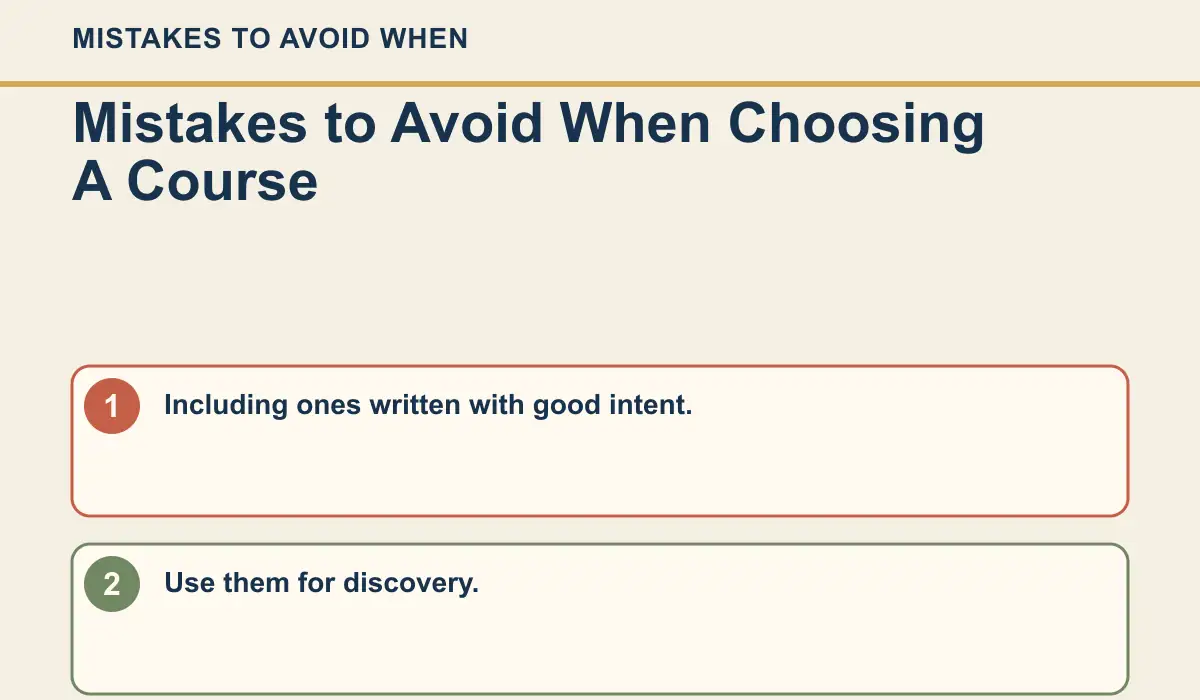 MISTAKES TO AVOID WHEN
Mistakes to Avoid When Choosing
A Course
1
Including ones written with good intent.
2
Use them for discovery.